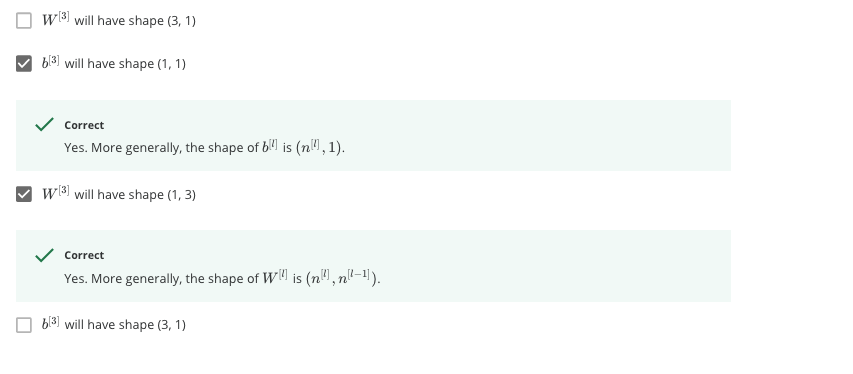 W^{[3]} will have shape (3, 1)
b^{[3]} will have shape (1, 1)
Correct
Yes. More generally, the shape of b^{[l]} is (n^{[l]}, 1).
W^{[3]} will have shape (1, 3)
Correct
Yes. More generally, the shape of W^{[l]} is (n^{[l]}, n^{[l−1]}).
b^{[3]} will have shape (3, 1)